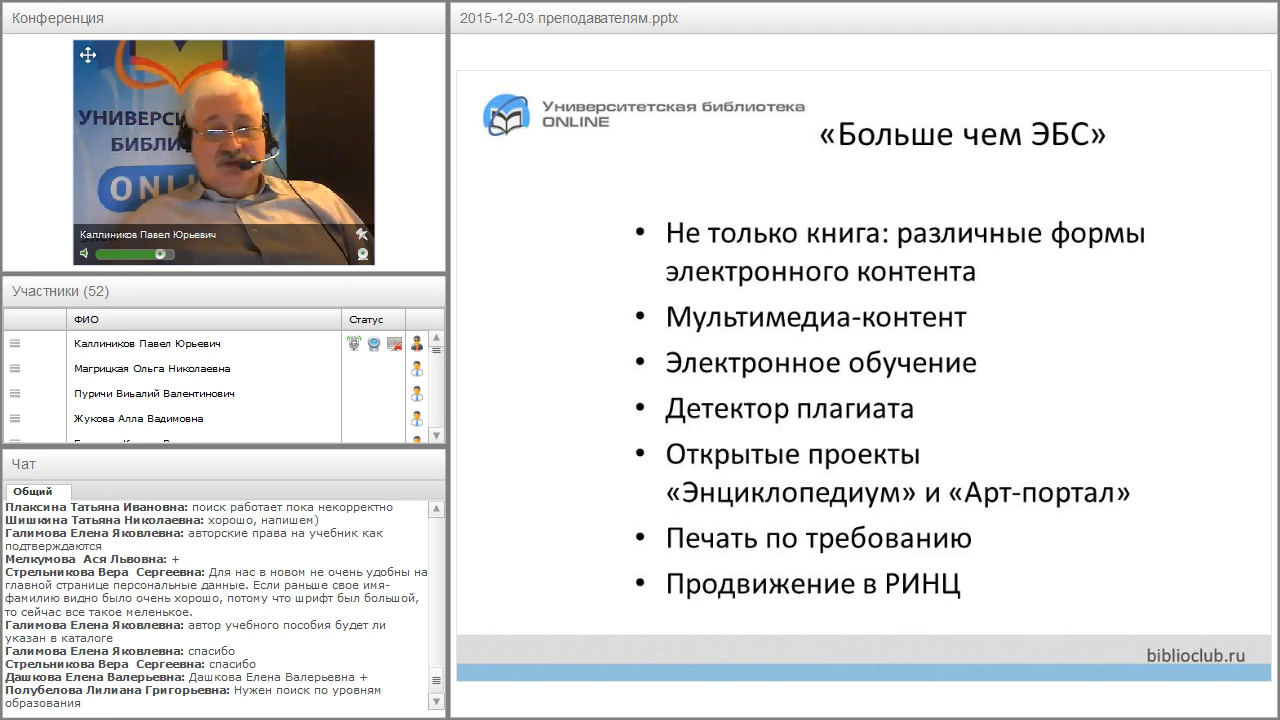 Конференция
УНИВЕРС
БИБЛИ
ONLI
Каллиников Павел Юрьевич
Участники (52)
ФИО
Статус
Каллиников Павел Юрьевич
Магрицкая Ольга Николаевна
Пуричи Виьалий Валентинович
Жукова Алла Вадимовна
Чат
Общий
Плаксина Татьяна Ивановна: поиск работает пока некорректно
Шишкина Татьяна Николаевна: хорошо, напишем)
Галимова Елена Яковлевна: авторские права на учебник как
подтверждаются
Мелкумова Ася Львовна: +
Стрельникова Вера Сергеевна: Для нас в новом не очень удобны на
главной странице персональные данные. Если раньше свое имя-
фамилию видно было очень хорошо, потому что шрифт был большой,
то сейчас все такое меленькое.
Галимова Елена Яковлевна: автор учебного пособия будет ли
указан в каталоге
Галимова Елена Яковлевна: спасибо
Стрельникова Вера Сергеевна: спасибо
Дашкова Елена Валерьевна: Дашкова Елена Валерьевна +
Полубелова Лилиана Григорьевна: Нужен поиск по уровням
образования
2015-12-03 преподавателям.pptx
Университетская библиотека
ONLINE
«Больше чем ЭБС»
• Не только книга: различные формы
электронного контента
• Мультимедиа-контент
• Электронное обучение
• Детектор плагиата
• Открытые проекты
«Энциклопедиум» и «Арт-портал»
• Печать по требованию
• Продвижение в РИНЦ
biblioclub.ru